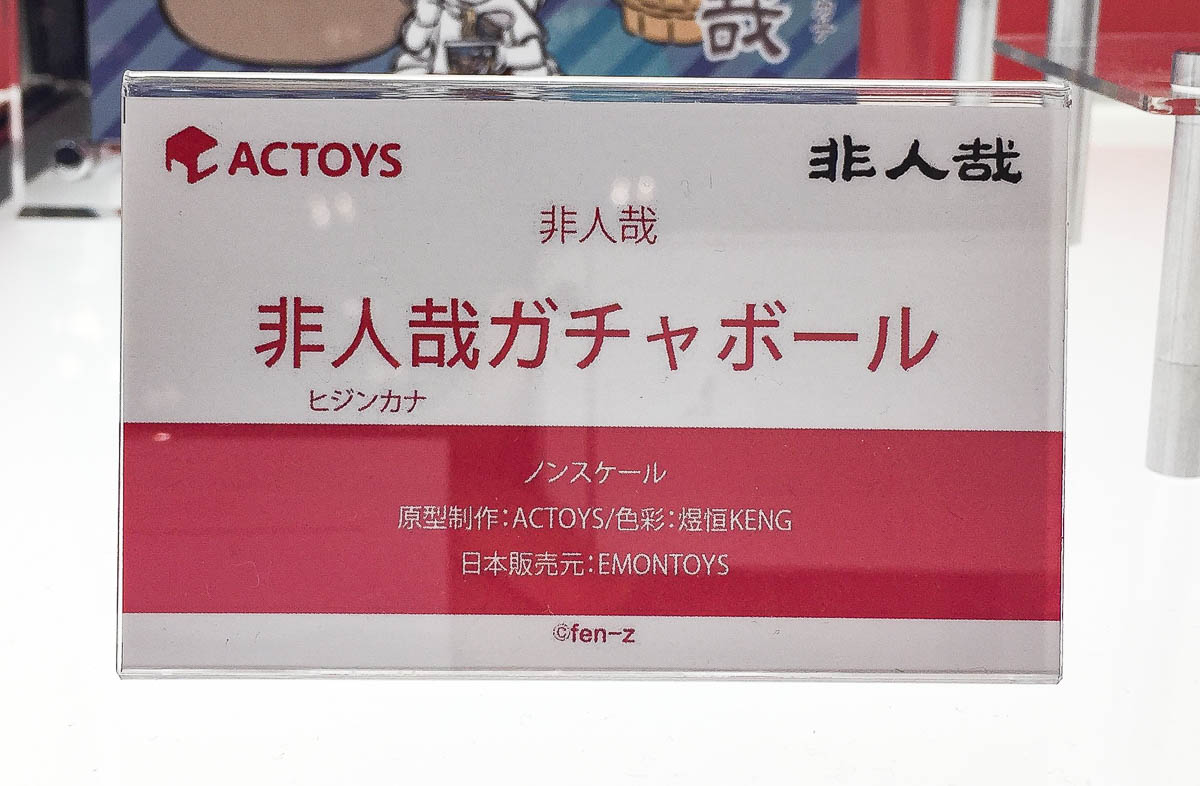 哉
ACTOYS
非人哉
非人哉
非人哉ガチャボール
ヒジンカナ
ノンスケール
原型制作：ACTOYS/色彩：煜恒KENG
日本販売元：EMONTOYS
©fen-z